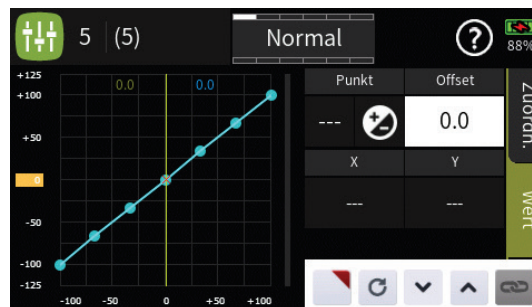 5 (5) Normal ? 88%
+125
+100
+50
0
-50
-100
-125
0.0 0.0
-100 -50 0 +50 +100
Punkt Offset
--- 0.0
X Y
--- ---
Zuordn.
Wert